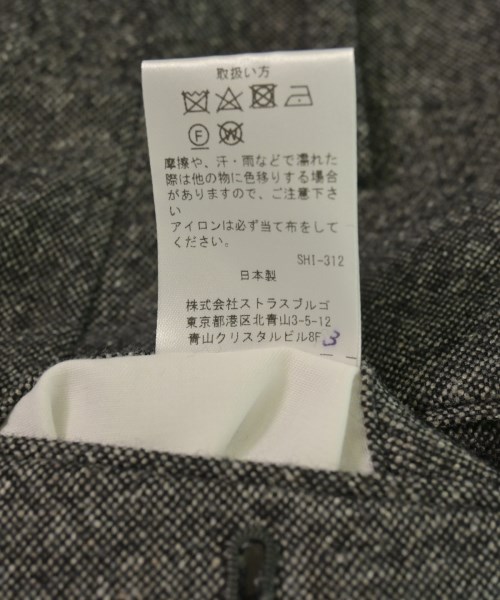 取扱い方
F W
摩擦や、汗・雨などで濡れた
際は他の物に色移りする場合
がありますので、ご注意下さ
い
アイロンは必ず当て布をして
ください。
SHI-312
日本製
株式会社ストラスブルゴ
東京都港区北青山3-5-12
青山クリスタルビル8F 3